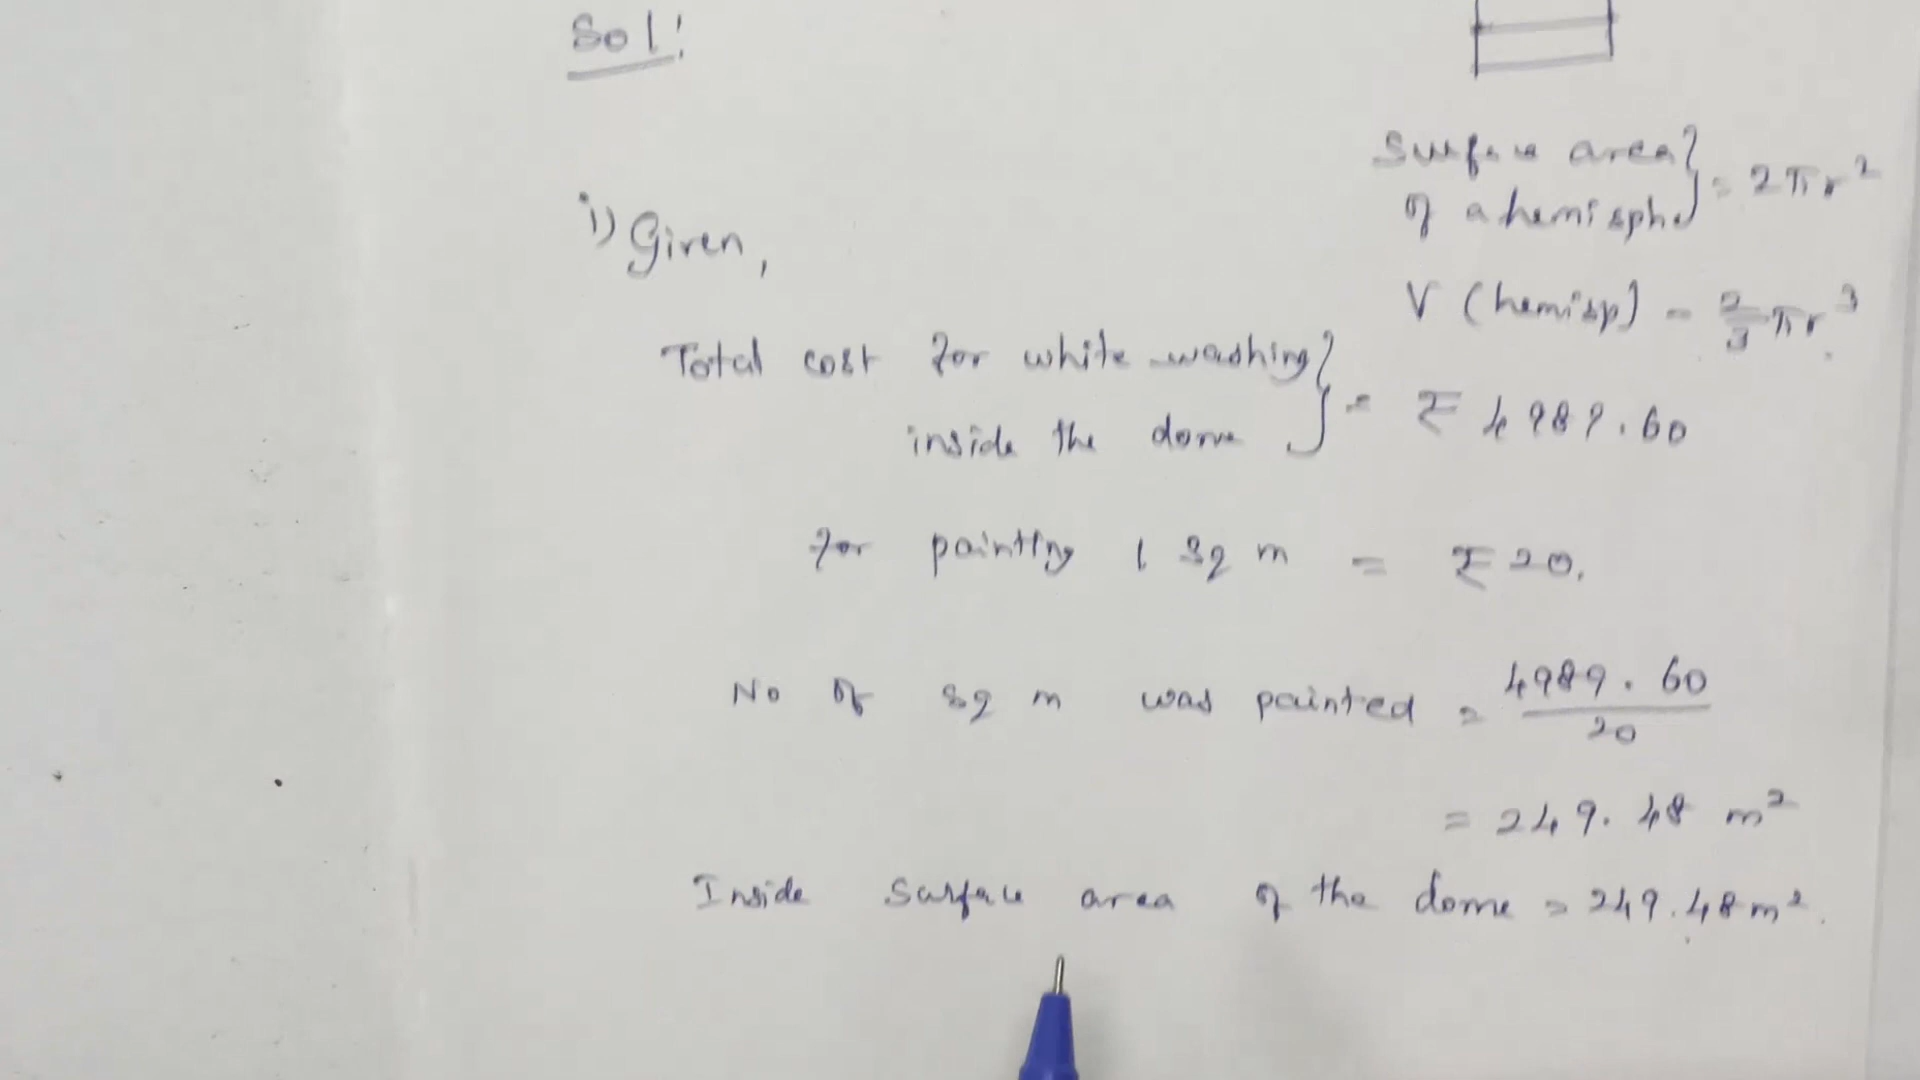 Sol:
Surface area
of a hemisphe } = 2πr²
V (hemisp) = 2/3 πr³.
i) Given,
Total cost for white washing
inside the dome } = ₹ 4989.60
for painting 1 sq m = ₹ 20.
No of sq m was painted = 4989.60/20
= 249.48 m²
Inside Surface area of the dome = 249.48 m².